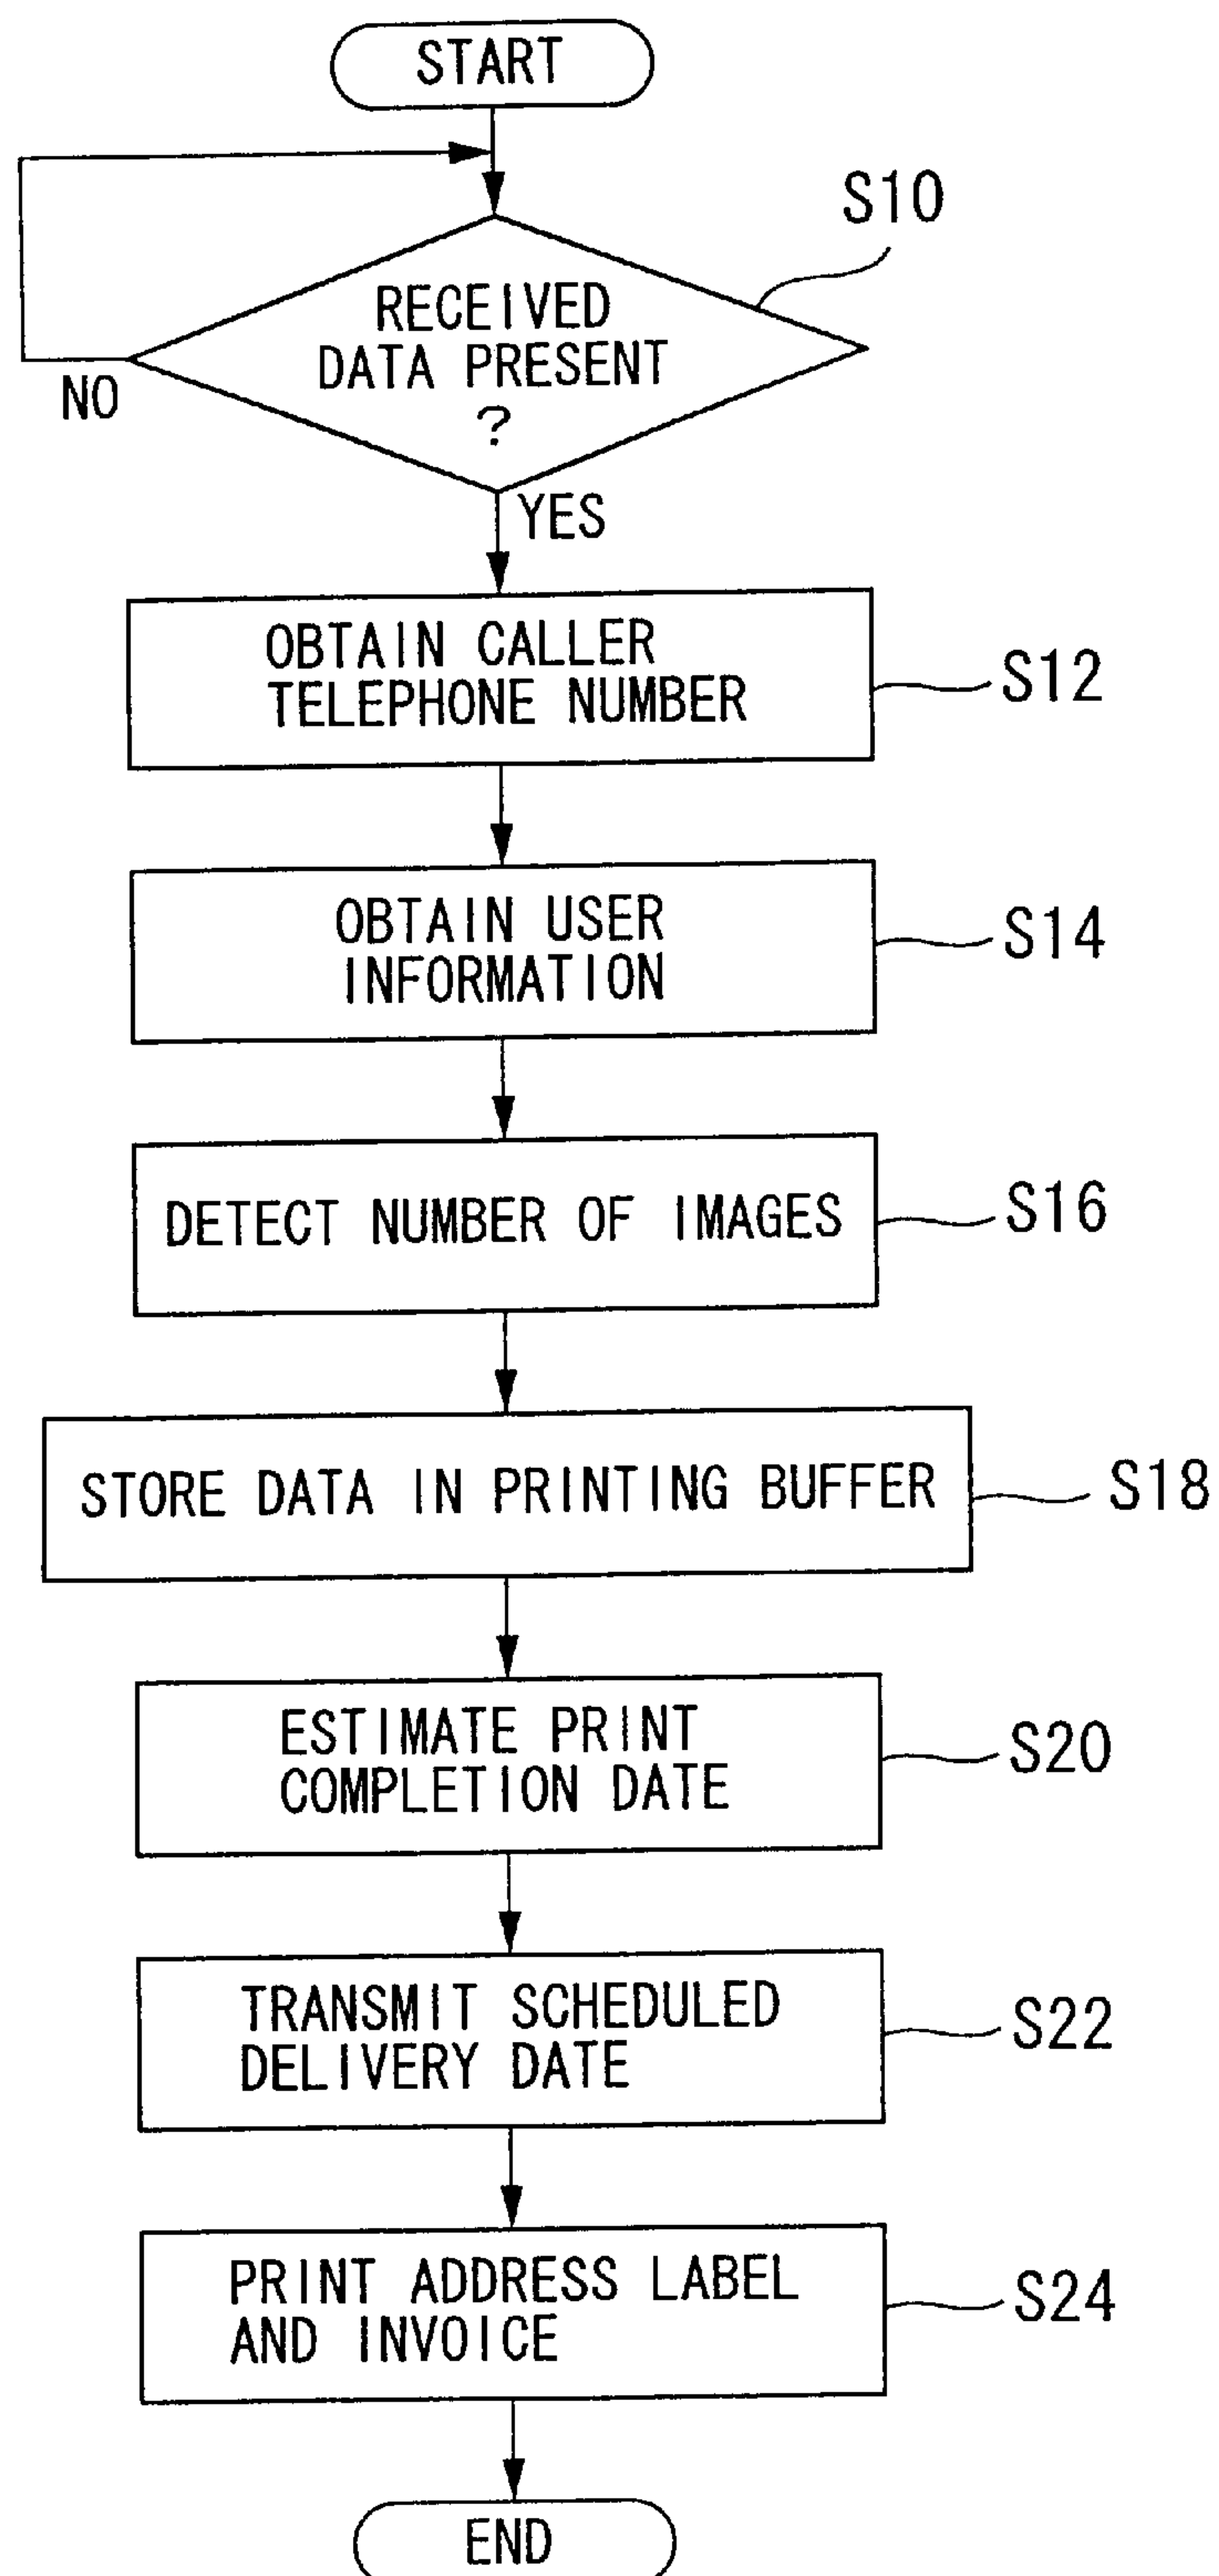 START
S10
RECEIVED
DATA PRESENT
?
NO
YES
OBTAIN CALLER
TELEPHONE NUMBER
S12
OBTAIN USER
INFORMATION
S14
DETECT NUMBER OF IMAGES
S16
STORE DATA IN PRINTING BUFFER
S18
ESTIMATE PRINT
COMPLETION DATE
S20
TRANSMIT SCHEDULED
DELIVERY DATE
S22
PRINT ADDRESS LABEL
AND INVOICE
S24
END